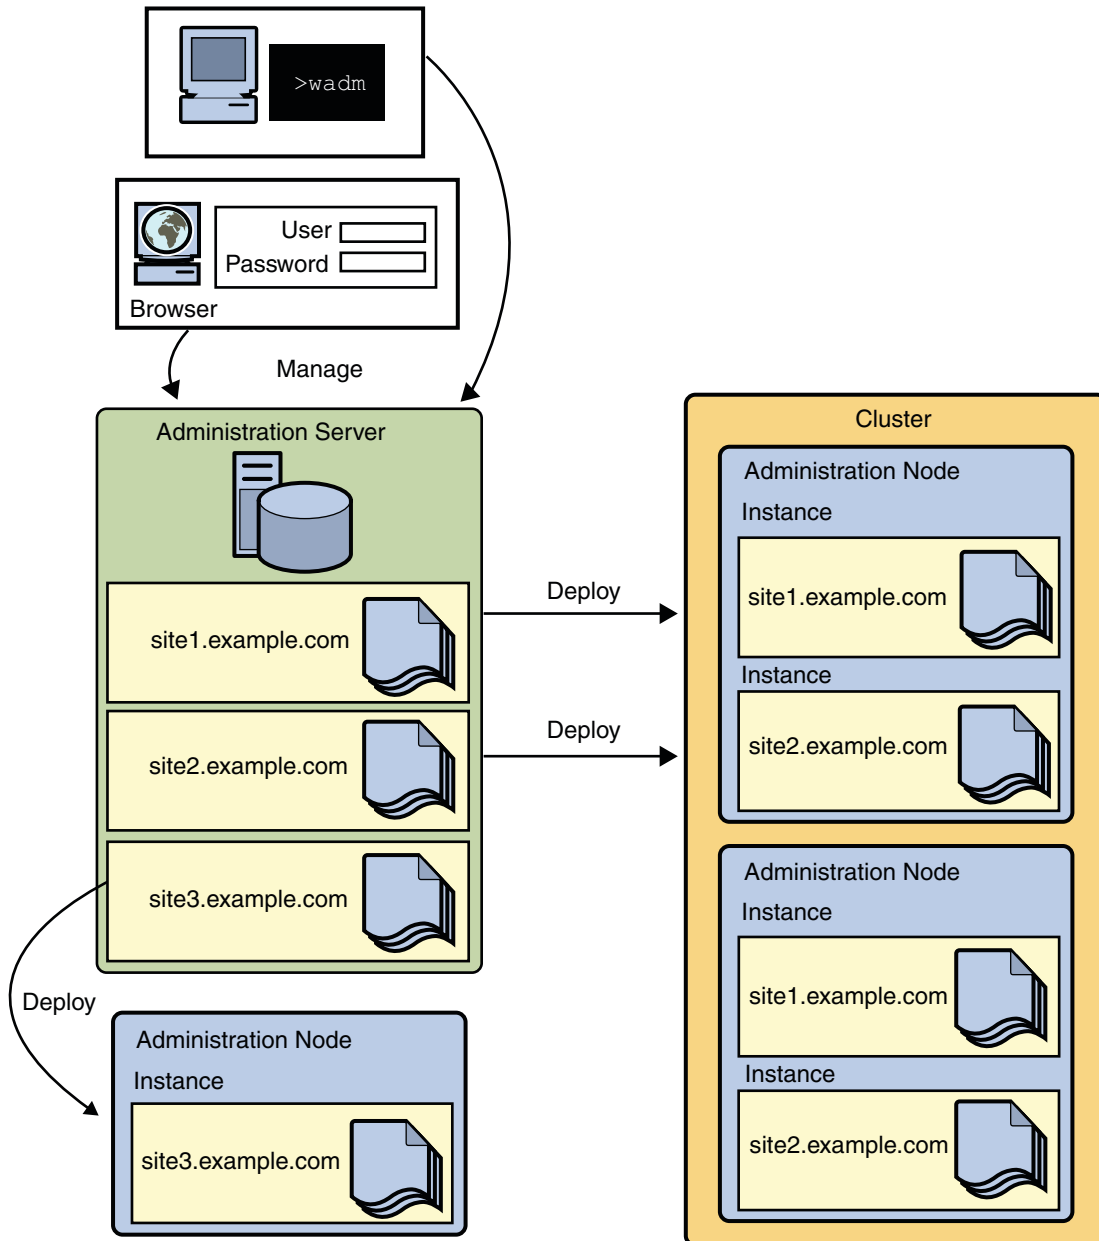 >wadm
User
Password
Browser
Manage
Administration Server
site1.example.com
site2.example.com
site3.example.com
Deploy
Deploy
Deploy
Administration Node
Instance
site3.example.com
Cluster
Administration Node
Instance
site1.example.com
Instance
site2.example.com
Administration Node
Instance
site1.example.com
Instance
site2.example.com